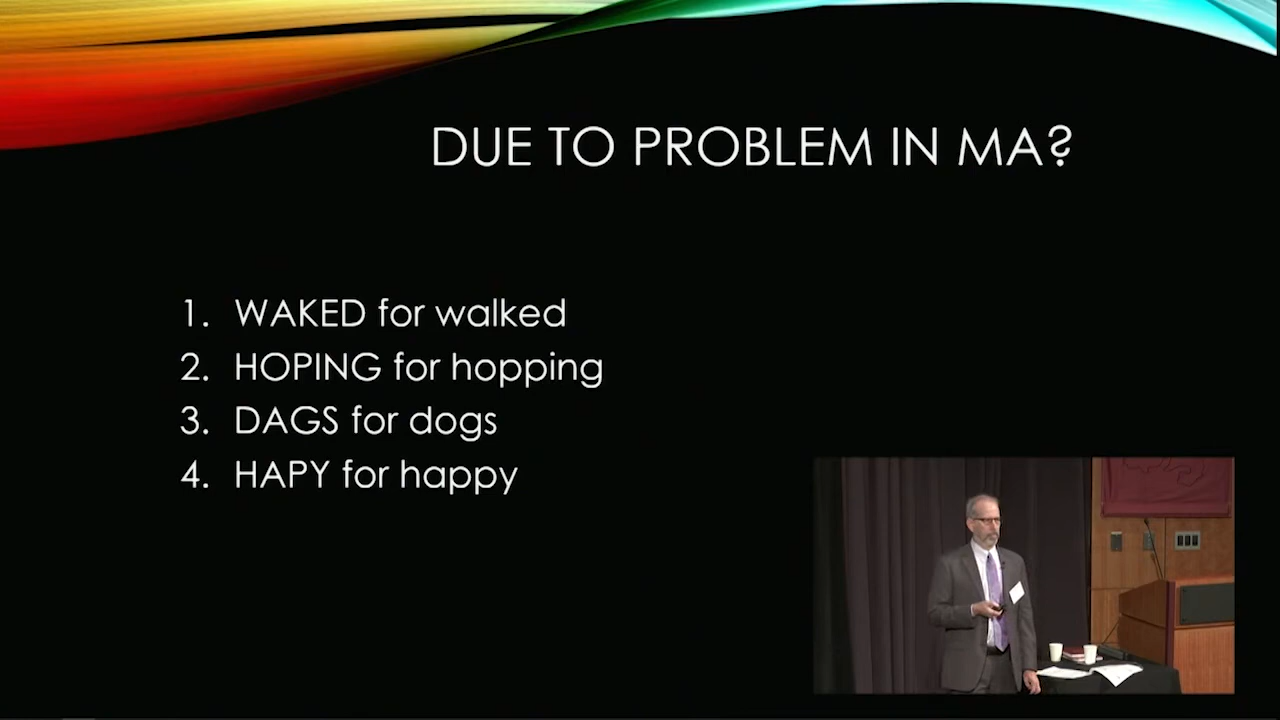 DUE TO PROBLEM IN MA?
1. WAKED for walked
2. HOPING for hopping
3. DAGS for dogs
4. HAPY for happy